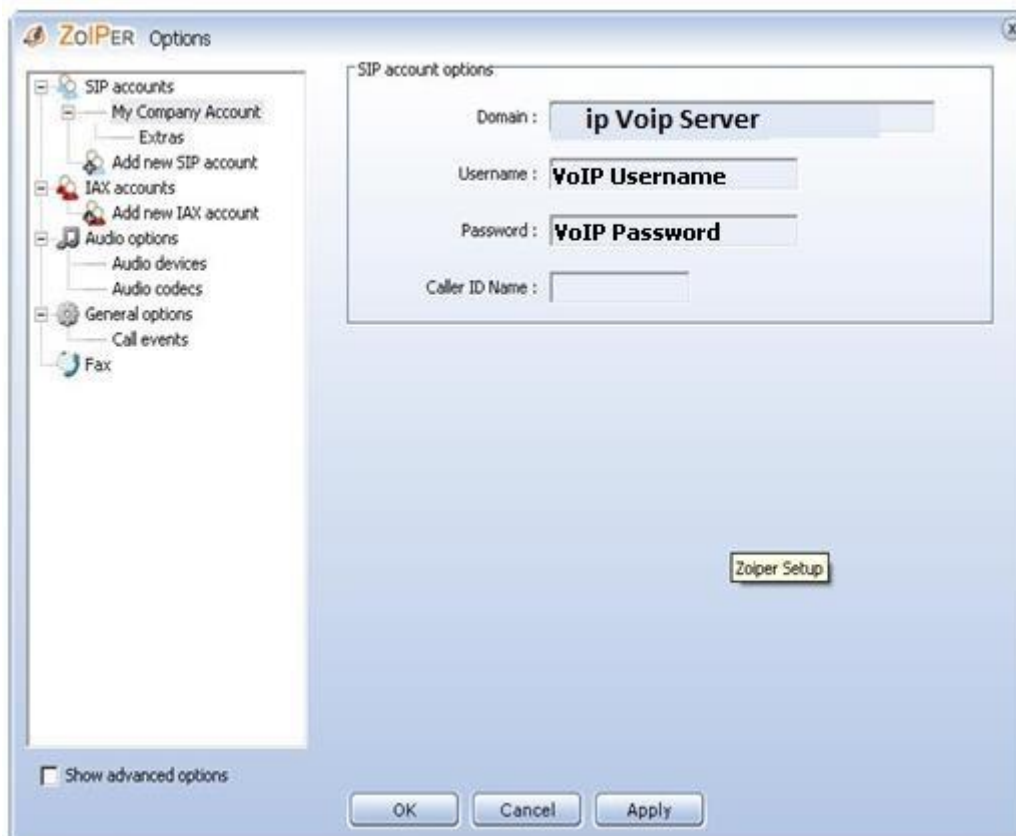 ZoIPER Options
SIP accounts
My Company Account
Extras
Add new SIP account
IAX accounts
Add new IAX account
Audio options
Audio devices
Audio codecs
General options
Call events
Fax
SIP account options
Domain : ip Voip Server
Username : VoIP Username
Password : VoIP Password
Caller ID Name :
Zoiper Setup
Show advanced options
OK Cancel Apply